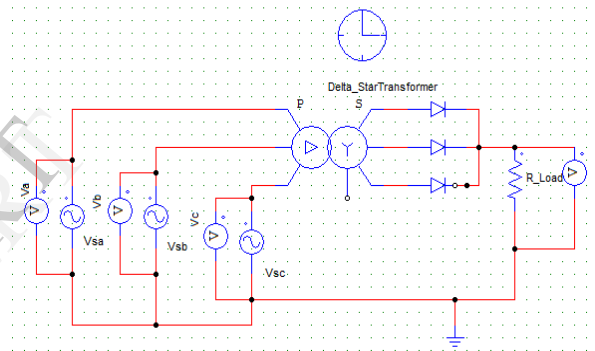 Delta_StarTransformer
P
S
Va
V
Vsa
Vb
V
Vsb
Vc
V
Vsc
R_Load
V